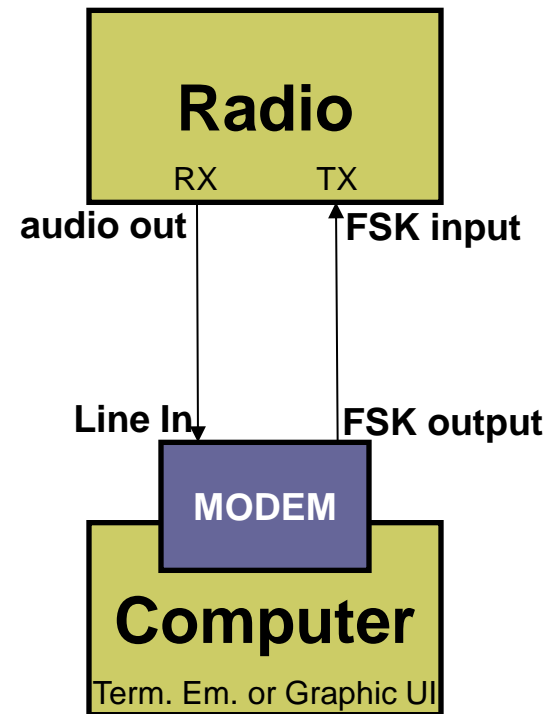 Radio
RX TX
audio out FSK input
Line In FSK output
MODEM
Computer
Term. Em. or Graphic UI